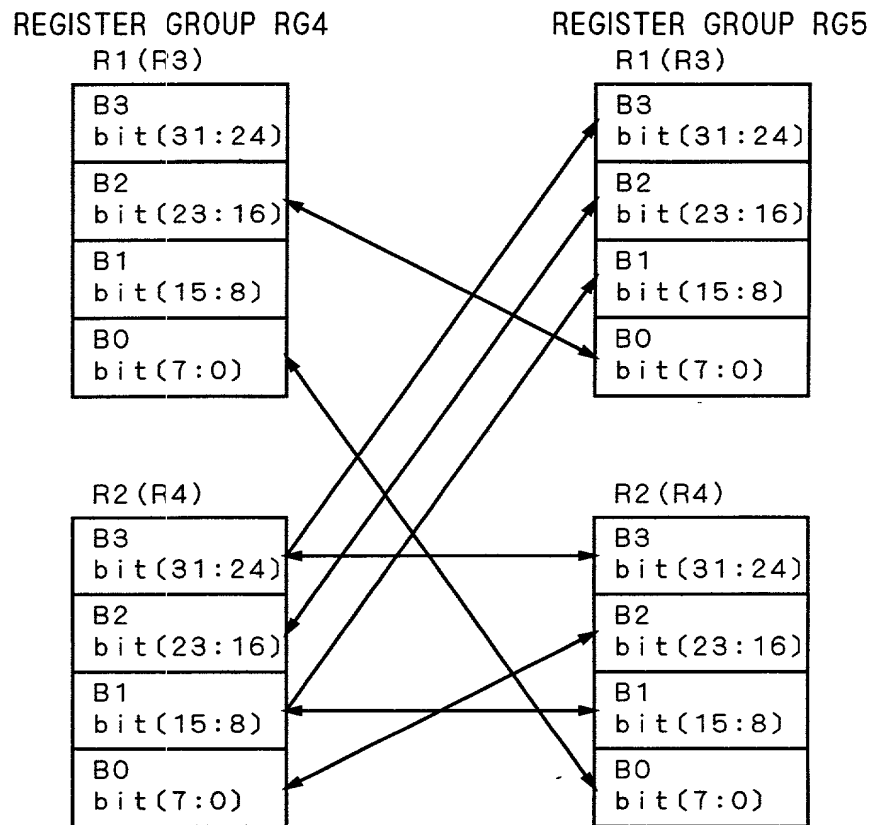 REGISTER GROUP RG4
R1(R3)
B3
bit(31:24)
B2
bit(23:16)
B1
bit(15:8)
B0
bit(7:0)
R2(R4)
B3
bit(31:24)
B2
bit(23:16)
B1
bit(15:8)
B0
bit(7:0)
REGISTER GROUP RG5
R1(R3)
B3
bit(31:24)
B2
bit(23:16)
B1
bit(15:8)
B0
bit(7:0)
R2(R4)
B3
bit(31:24)
B2
bit(23:16)
B1
bit(15:8)
B0
bit(7:0)